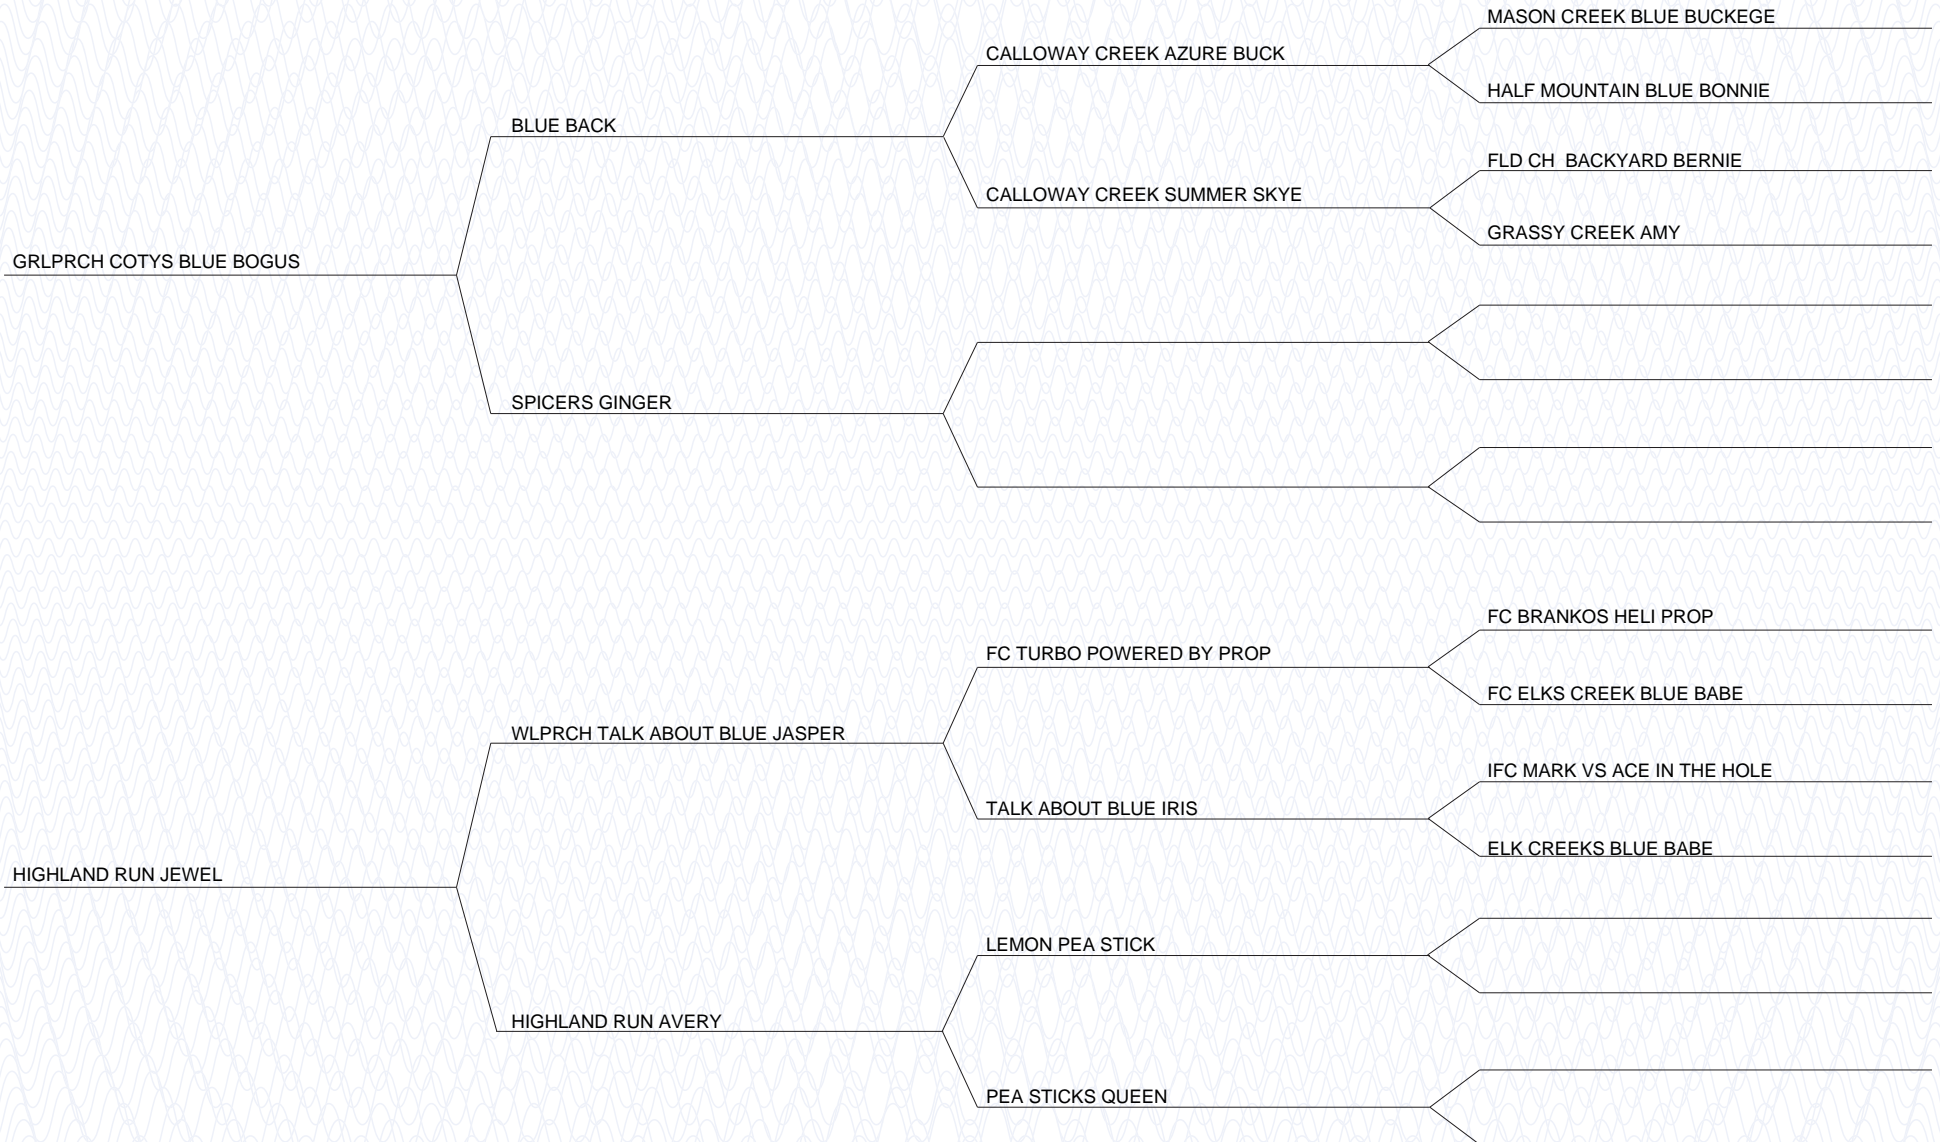 MASON CREEK BLUE BUCKEGE
CALLOWAY CREEK AZURE BUCK
HALF MOUNTAIN BLUE BONNIE
BLUE BACK
FLD CH  BACKYARD BERNIE
CALLOWAY CREEK SUMMER SKYE
GRASSY CREEK AMY
GRLPRCH COTYS BLUE BOGUS
SPICERS GINGER
FC BRANKOS HELI PROP
FC TURBO POWERED BY PROP
FC ELKS CREEK BLUE BABE
WLPRCH TALK ABOUT BLUE JASPER
IFC MARK VS ACE IN THE HOLE
TALK ABOUT BLUE IRIS
ELK CREEKS BLUE BABE
HIGHLAND RUN JEWEL
LEMON PEA STICK
HIGHLAND RUN AVERY
PEA STICKS QUEEN